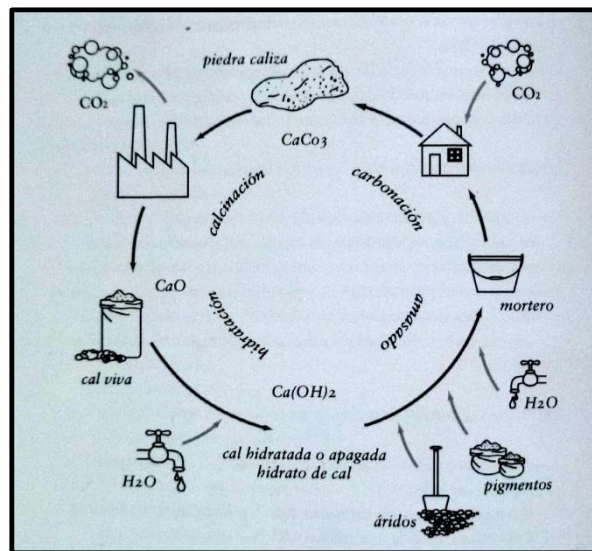 piedra caliza
CO2
CO2
CaCo3
calcinación
carbonación
CaO
hidratación
amasado
mortero
cal viva
Ca(OH)2
H2O
H2O
cal hidratada o apagada
hidrato de cal
pigmentos
áridos